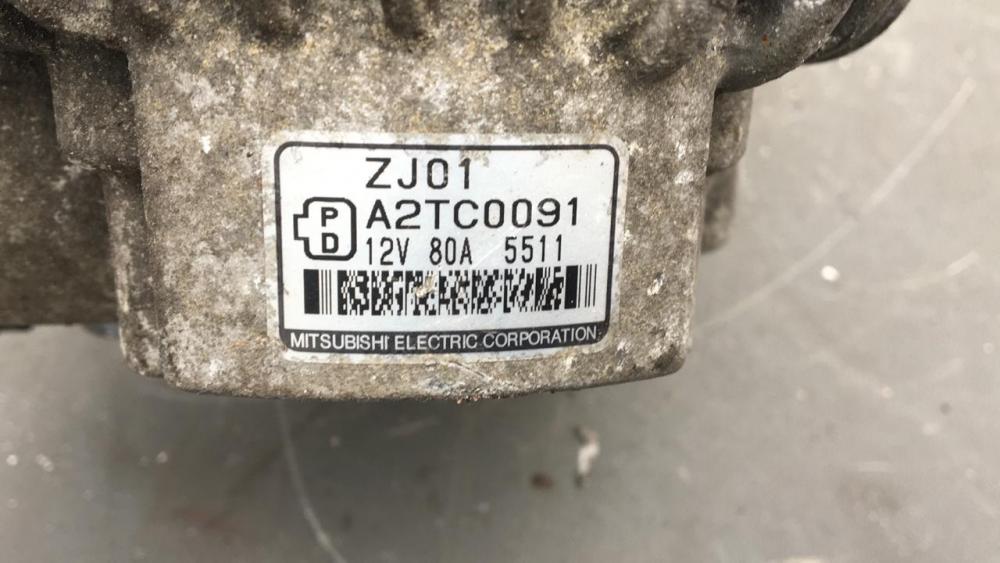 ZJ01
P
D
A2TC0091
12V 80A 5511
MITSUBISHI ELECTRIC CORPORATION